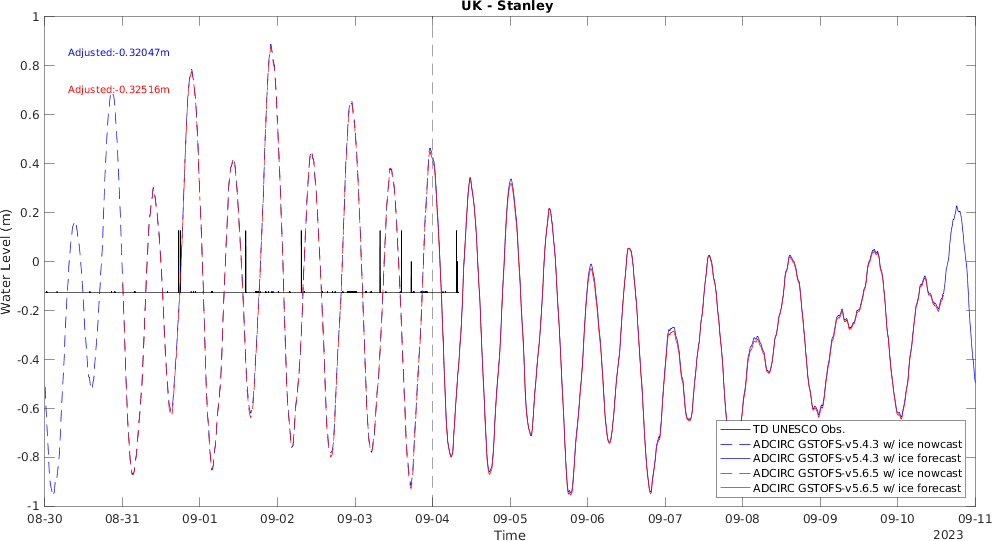 UK - Stanley
Adjusted:-0.32047m
Adjusted:-0.32516m
Water Level (m)
1
0.8
0.6
0.4
0.2
0
-0.2
-0.4
-0.6
-0.8
-1
TD UNESCO Obs.
ADCIRC GSTOFS-v5.4.3 w/ ice nowcast
ADCIRC GSTOFS-v5.4.3 w/ ice forecast
ADCIRC GSTOFS-v5.6.5 w/ ice nowcast
ADCIRC GSTOFS-v5.6.5 w/ ice forecast
08-30 08-31 09-01 09-02 09-03 09-04 09-05 09-06 09-07 09-08 09-09 09-10 09-11
Time
2023